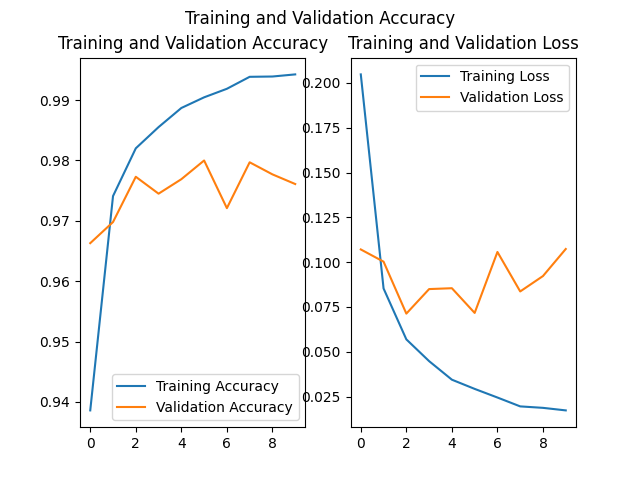 Training and Validation Accuracy
Training and Validation Accuracy
0.99
0.98
0.97
0.96
0.95
0.94
0 2 4 6 8
Training Accuracy
Validation Accuracy
Training and Validation Loss
0.200
0.175
0.150
0.125
0.100
0.075
0.050
0.025
0 2 4 6 8
Training Loss
Validation Loss